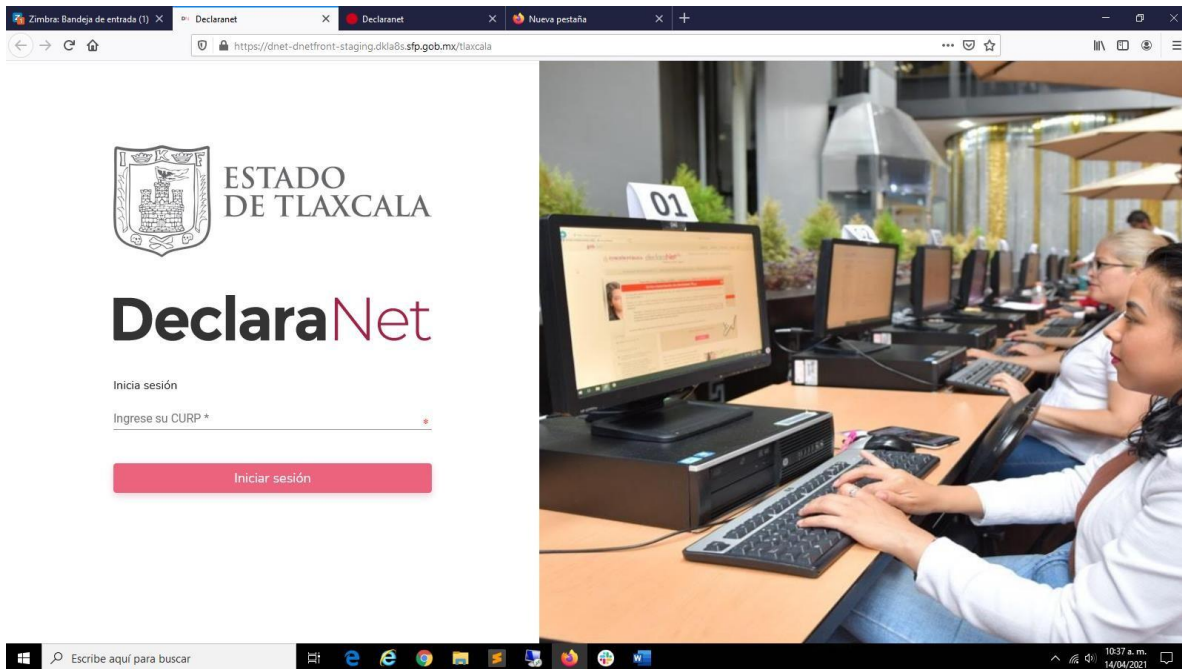 Zimbra: Bandeja de entrada (1)
Declaranet
Declaranet
Nueva pestaña
https://dnet-dnetfront-staging.dkla8s.sfp.gob.mx/tlaxcala
I K F
ESTADO
DE TLAXCALA
DeclaraNet
Inicia sesión
Ingrese su CURP *
*
Iniciar sesión
01
Escribe aquí para buscar
10:37 a. m.
14/04/2021